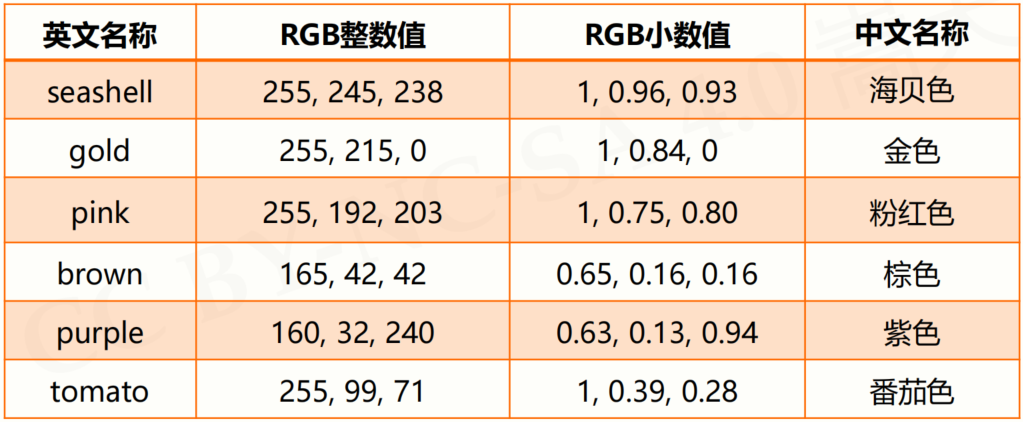 英文名称 RGB整数值 RGB小数值 中文名称
seashell 255, 245, 238 1, 0.96, 0.93 海贝色
gold 255, 215, 0 1, 0.84, 0 金色
pink 255, 192, 203 1, 0.75, 0.80 粉红色
brown 165, 42, 42 0.65, 0.16, 0.16 棕色
purple 160, 32, 240 0.63, 0.13, 0.94 紫色
tomato 255, 99, 71 1, 0.39, 0.28 番茄色
CC BY-NC-SA 4.0 嵩天